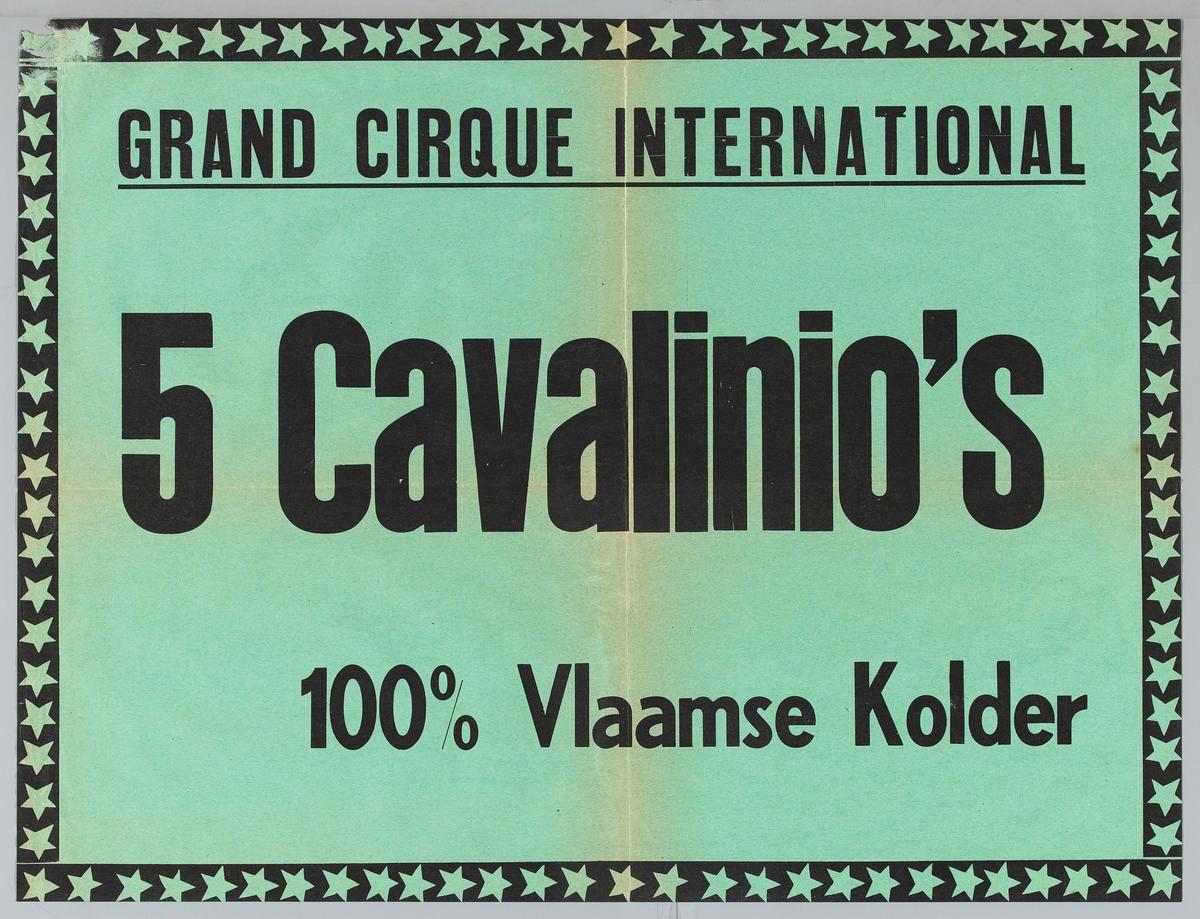 GRAND CIRQUE INTERNATIONAL
5 Cavalinio's
100% Vlaamse Kolder